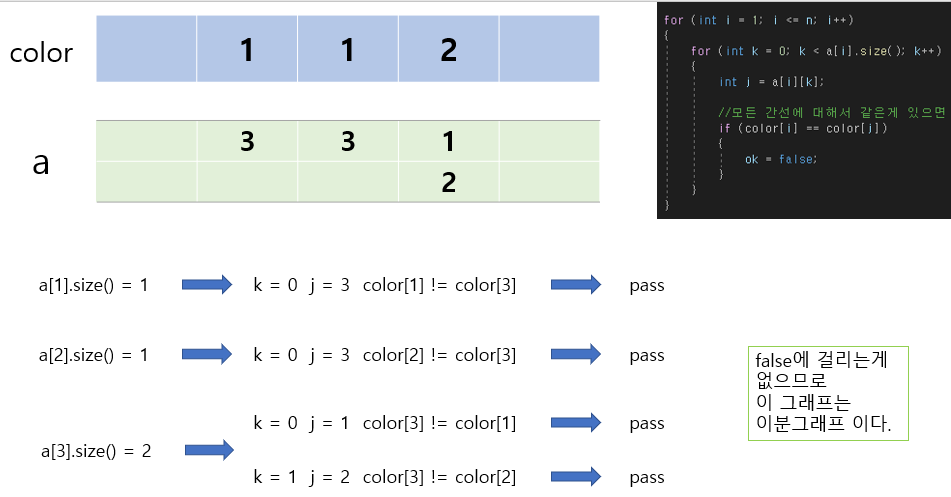 color 1 1 2
a 3 3 1
2
for (int i = 1; i <= n; i++)
{
for (int k = 0; k < a[i].size(); k++)
{
int j = a[i][k];
//모든 간선에 대해서 같은게 있으면
if (color[i] == color[j])
{
ok = false;
}
}
}
a[1].size() = 1 k = 0 j = 3 color[1] != color[3] pass
a[2].size() = 1 k = 0 j = 3 color[2] != color[3] pass
a[3].size() = 2
k = 0 j = 1 color[3] != color[1] pass
k = 1 j = 2 color[3] != color[2] pass
false에 걸리는게
없으므로
이 그래프는
이분그래프 이다.